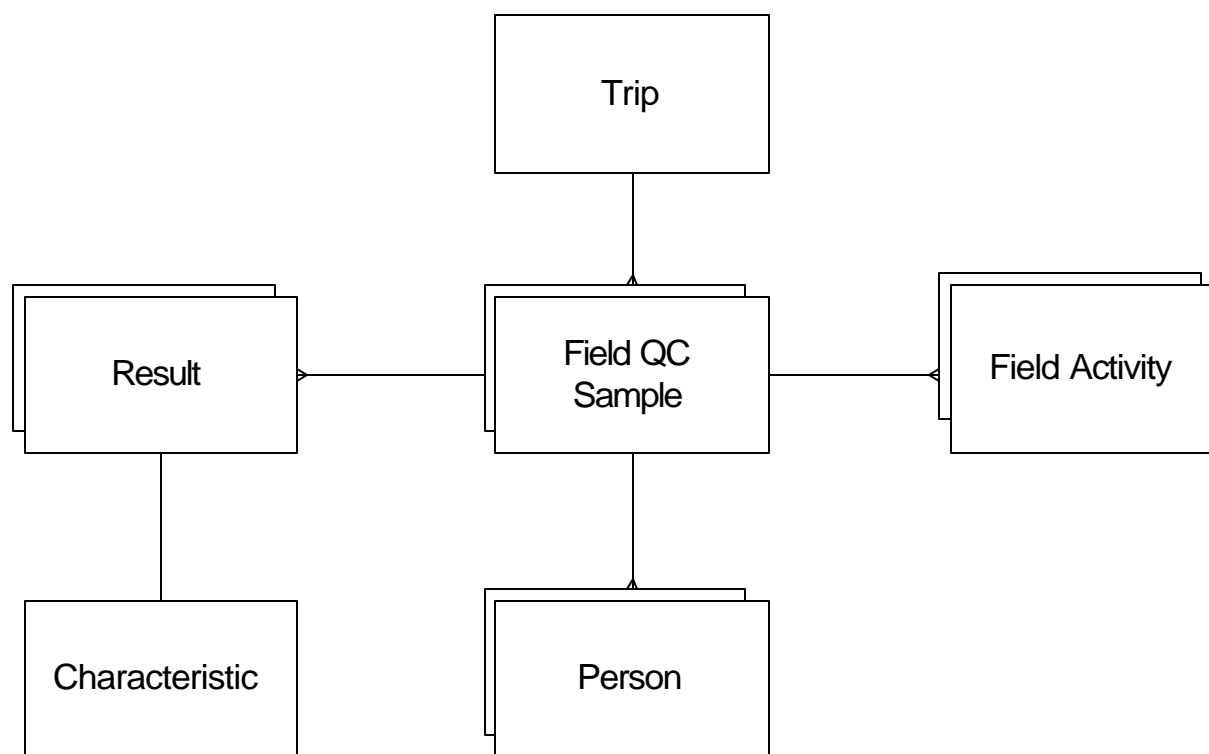 Trip
Result
Field QC
Sample
Field Activity
Characteristic
Person